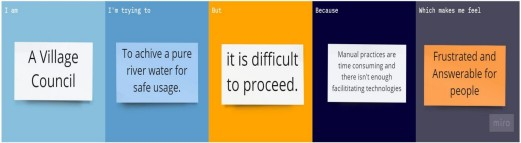 I am
A Village
Council
I'm trying to
To achive a pure
river water for
safe usage.
But
it is difficult
to proceed.
Because
Manual practices are
time consuming and
there isn't enough
facilititating technologies
Which makes me feel
Frustrated and
Answerable for
people
miro